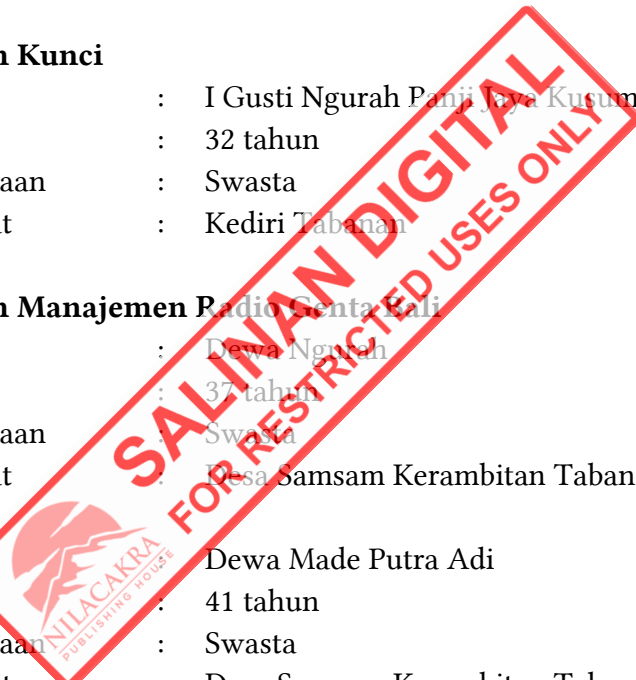 n Kunci
: I Gusti Ngurah Panji Jaya Kusum
: 32 tahun
aan : Swasta
t : Kediri Tabanan
n Manajemen Radio Genta Bali
: Dewa Ngurah
: 37 tahun
aan : Swasta
t : Desa Samsam Kerambitan Taban
: Dewa Made Putra Adi
: 41 tahun
aan : Swasta
SALINAN DIGITAL
FOR RESTRICTED USES ONLY
NILACAKRA
PUBLISHING HOUSE